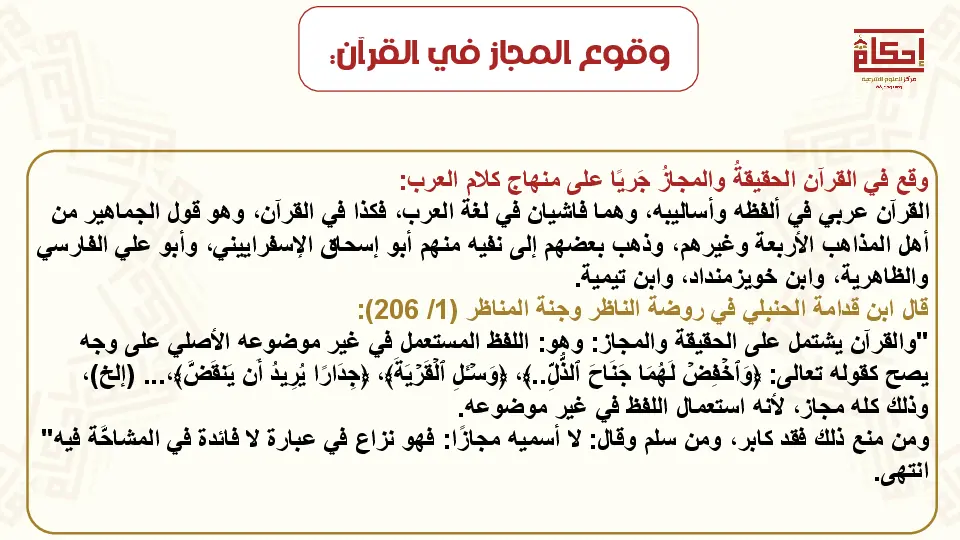 وقوع المجاز في القرآن:
إحكام
مركز للعلوم الشرعية
وقع في القرآن الحقيقةُ والمجازُ جَريًا على منهاج كلام العرب:
القرآن عربي في ألفظه وأساليبه، وهما فاشيان في لغة العرب، فكذا في القرآن، وهو قول الجماهير من
أهل المذاهب الأربعة وغيرهم، وذهب بعضهم إلى نفيه منهم أبو إسحاق الإسفراييني، وأبو علي الفارسي
والظاهرية، وابن خويزمنداد، وابن تيمية.
قال ابن قدامة الحنبلي في روضة الناظر وجنة المناظر (1/ 206):
"والقرآن يشتمل على الحقيقة والمجاز: وهو: اللفظ المستعمل في غير موضوعه الأصلي على وجه
يصح كقوله تعالى: ﴿وَٱخۡفِضۡ لَهُمَا جَنَاحَ ٱلذُّلِّ..﴾، ﴿وَسۡـَٔلِ ٱلۡقَرۡيَةَ﴾، ﴿جِدَارًا يُرِيدُ أَن يَنقَضَّ﴾،... (إلخ)،
وذلك كله مجاز، لأنه استعمال اللفظ في غير موضوعه.
ومن منع ذلك فقد كابر، ومن سلم وقال: لا أسميه مجازًا: فهو نزاع في عبارة لا فائدة في المشاحَّة فيه"
انتهى.